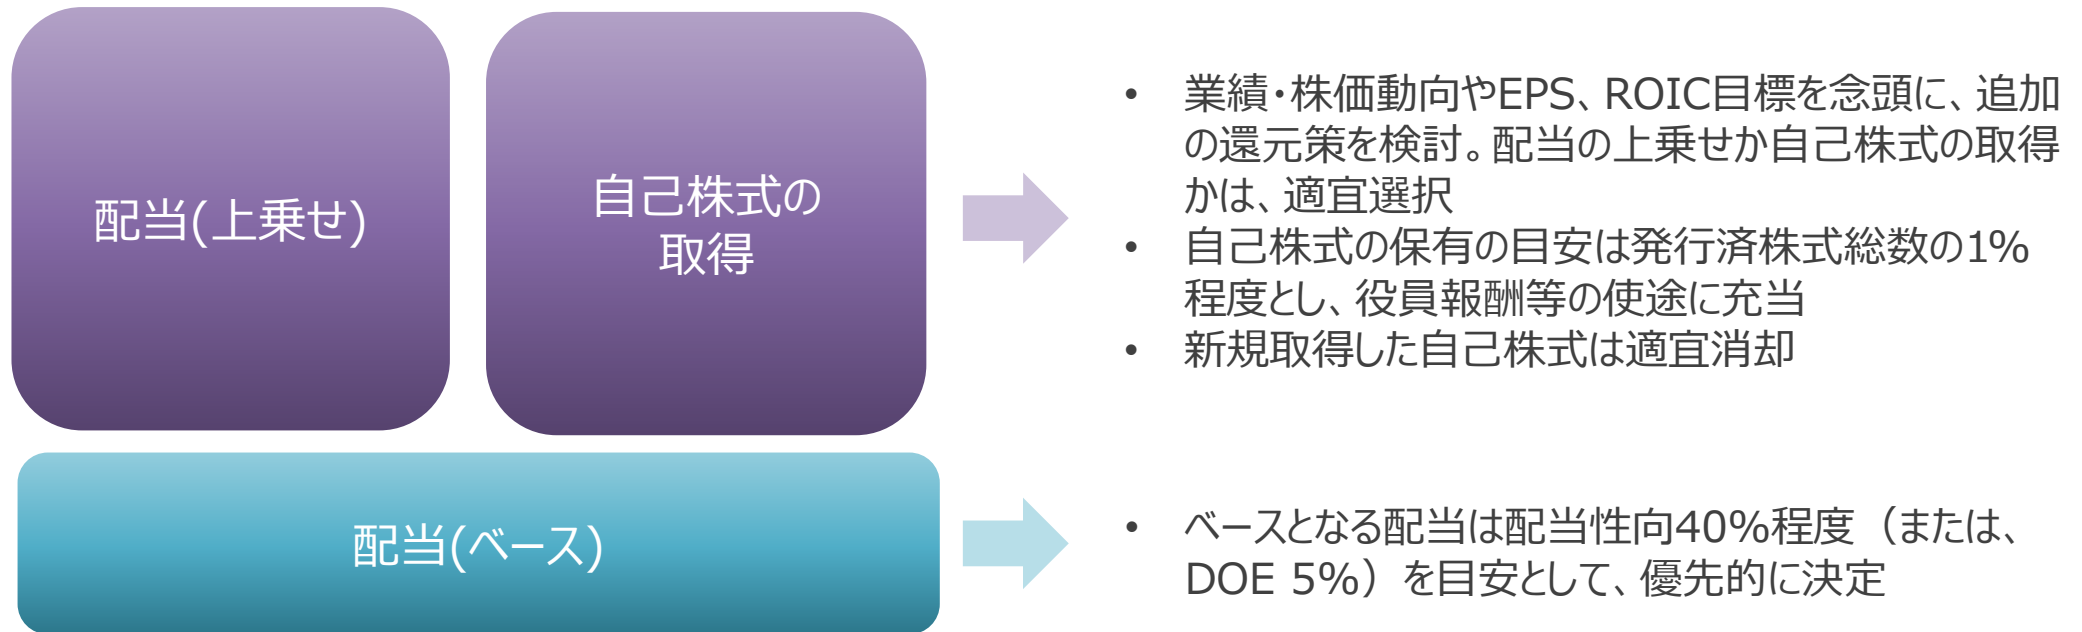 配当(上乗せ)
自己株式の
取得
• 業績・株価動向やEPS、ROIC目標を念頭に、追加
の還元策を検討。配当の上乗せか自己株式の取得
かは、適宜選択
• 自己株式の保有の目安は発行済株式総数の1%
程度とし、役員報酬等の使途に充当
• 新規取得した自己株式は適宜消却
配当(ベース)
• ベースとなる配当は配当性向40%程度（または、
DOE 5%）を目安として、優先的に決定